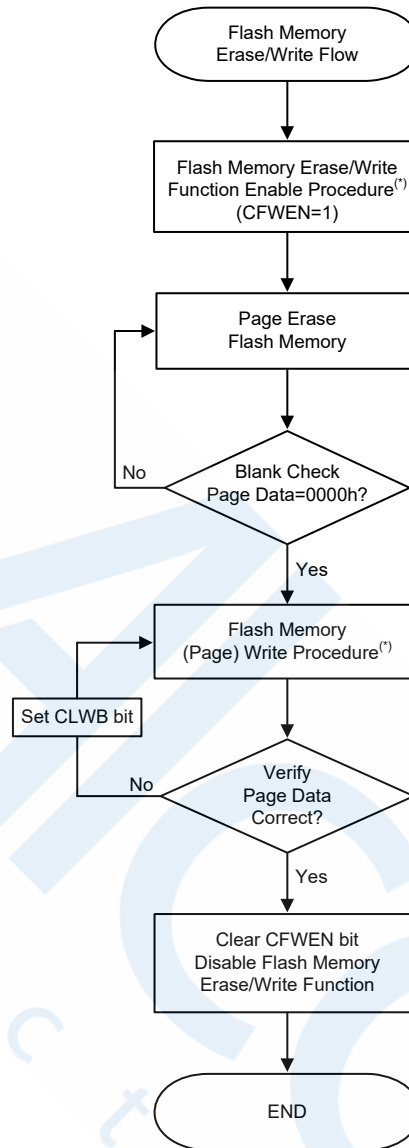 Flash Memory
Erase/Write Flow
Flash Memory Erase/Write
Function Enable Procedure(*)
(CFWEN=1)
Page Erase
Flash Memory
No
Blank Check
Page Data=0000h?
Yes
Flash Memory
(Page) Write Procedure(*)
Set CLWB bit
No
Verify
Page Data
Correct?
Yes
Clear CFWEN bit
Disable Flash Memory
Erase/Write Function
END